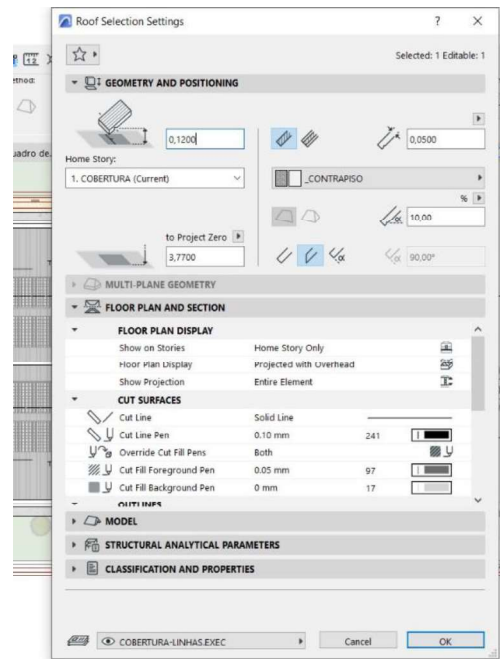 Roof Selection Settings
? ×
Selected: 1 Editable: 1
GEOMETRY AND POSITIONING
0,1200
0,0500
Home Story:
1. COBERTURA (Current)
_CONTRAPISO
%
10,00
to Project Zero
3,7700
90,00°
MULTI-PLANE GEOMETRY
FLOOR PLAN AND SECTION
FLOOR PLAN DISPLAY
Show on Stories Home Story Only
Floor Plan Display Projected with Overhead
Show Projection Entire Element
CUT SURFACES
Cut Line Solid Line
Cut Line Pen 0.10 mm 241
Override Cut Fill Pens Both
Cut Fill Foreground Pen 0.05 mm 97
Cut Fill Background Pen 0 mm 17
OUTLINES
MODEL
STRUCTURAL ANALYTICAL PARAMETERS
CLASSIFICATION AND PROPERTIES
COBERTURA-LINHAS.EXEC
Cancel OK